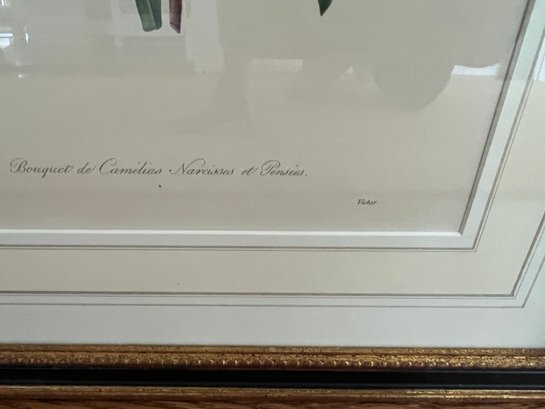 Bouquet de Camélias Narcisses et Pensées.
Victor